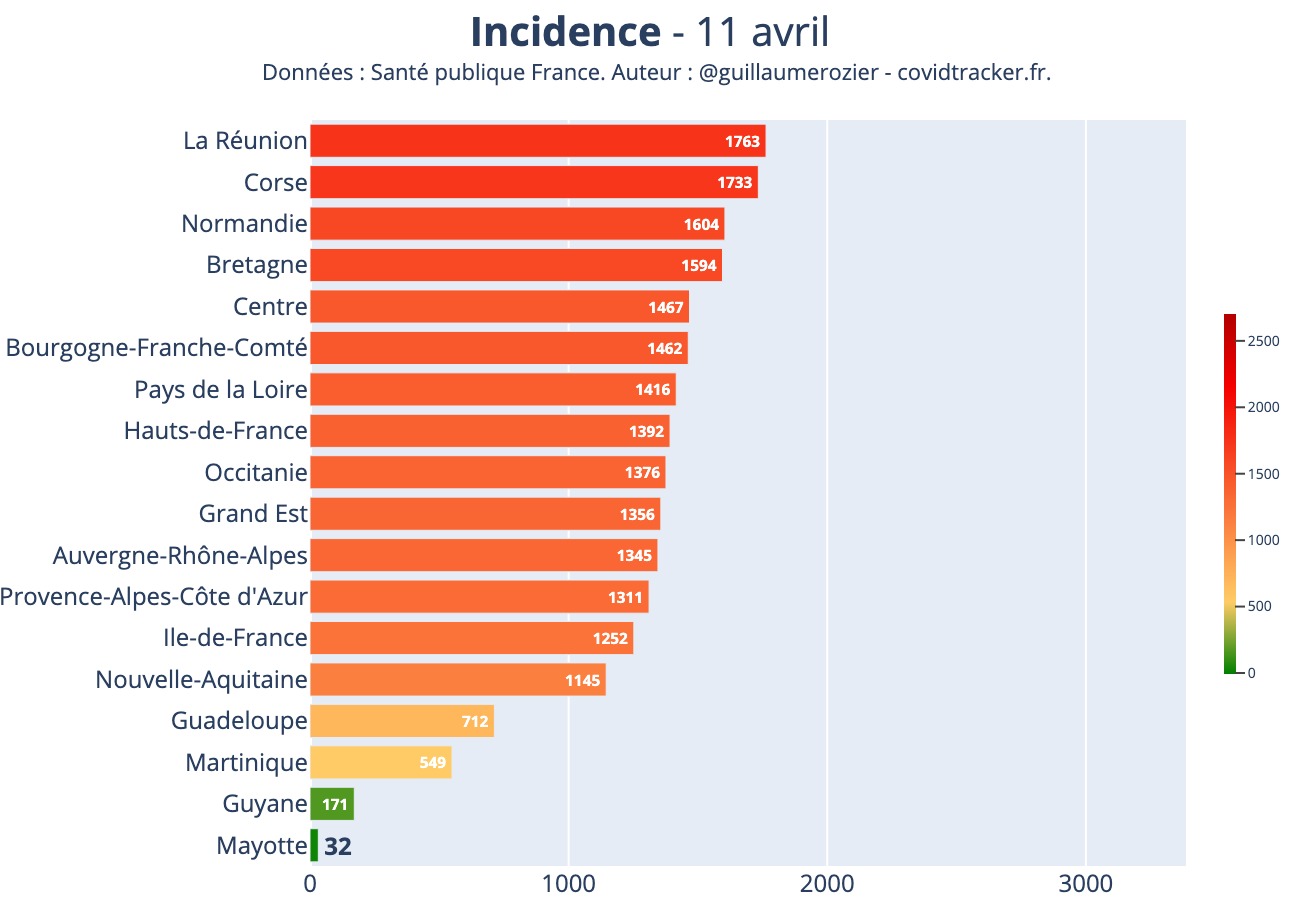 Incidence - 11 avril
Données : Santé publique France. Auteur : @guillaumerozier - covidtracker.fr.
La Réunion 1763
Corse 1733
Normandie 1604
Bretagne 1594
Centre 1467
Bourgogne-Franche-Comté 1462
Pays de la Loire 1416
Hauts-de-France 1392
Occitanie 1376
Grand Est 1356
Auvergne-Rhône-Alpes 1345
Provence-Alpes-Côte d'Azur 1311
Ile-de-France 1252
Nouvelle-Aquitaine 1145
Guadeloupe 712
Martinique 549
Guyane 171
Mayotte 32
0 1000 2000 3000
2500
2000
1500
1000
500
0